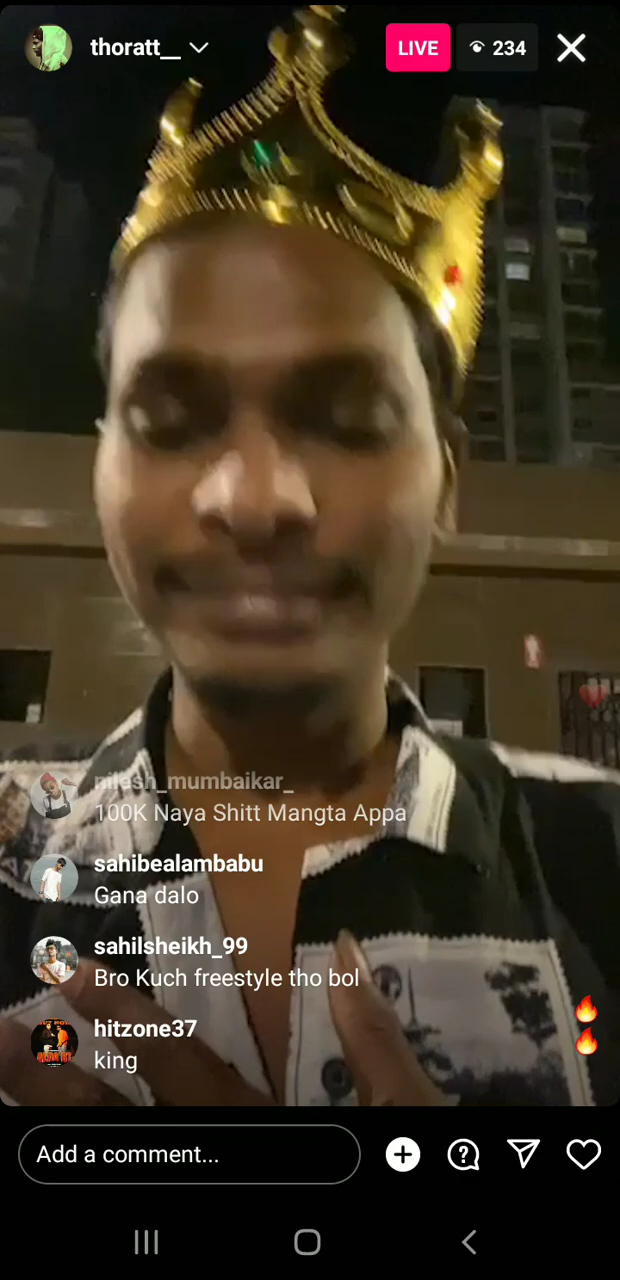 thoratt__
LIVE
234
nilesh_mumbaikar_
100K Naya Shitt Mangta Appa
sahibealambabu
Gana dalo
sahilsheikh_99
Bro Kuch freestyle tho bol
hitzone37
king
Add a comment...